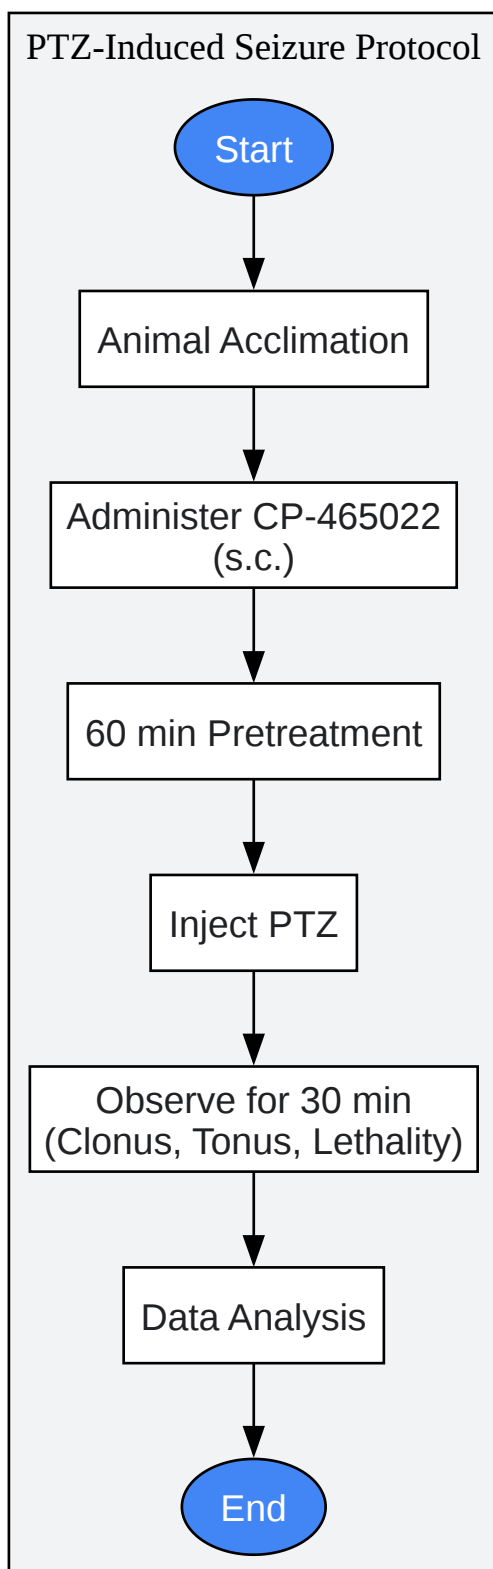 PTZ-Induced Seizure Protocol
Start
Animal Acclimation
Administer CP-465022
(s.c.)
60 min Pretreatment
Inject PTZ
Observe for 30 min
(Clonus, Tonus, Lethality)
Data Analysis
End